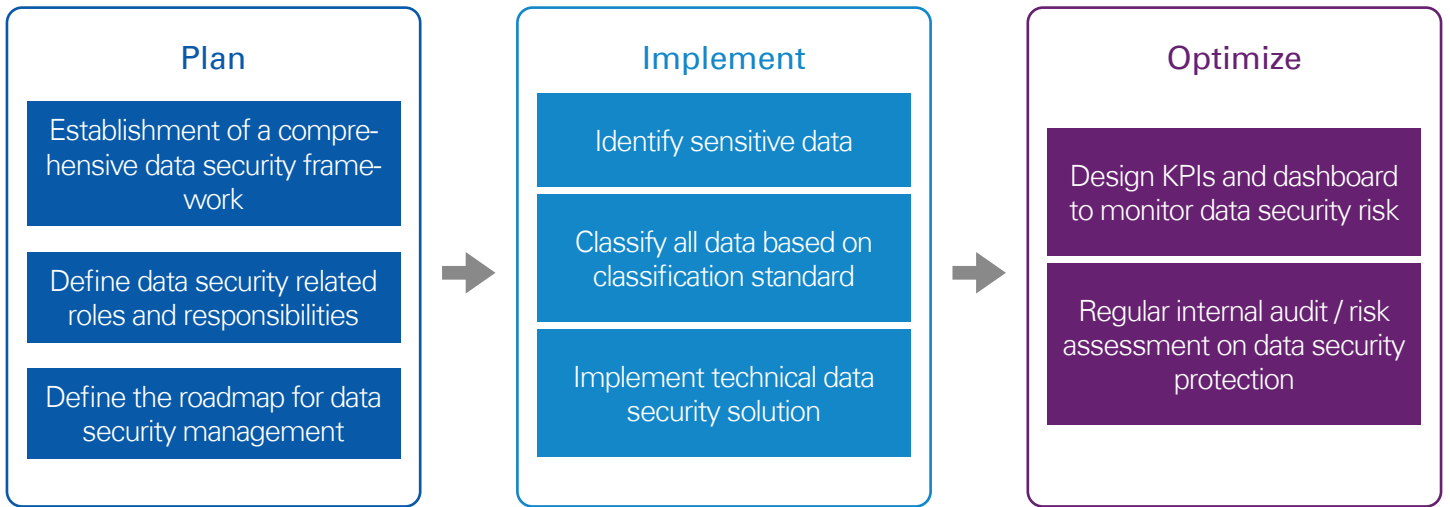 Plan
Establishment of a compre-
hensive data security frame-
work
Define data security related
roles and responsibilities
Define the roadmap for data
security management
Implement
Identify sensitive data
Classify all data based on
classification standard
Implement technical data
security solution
Optimize
Design KPIs and dashboard
to monitor data security risk
Regular internal audit / risk
assessment on data security
protection